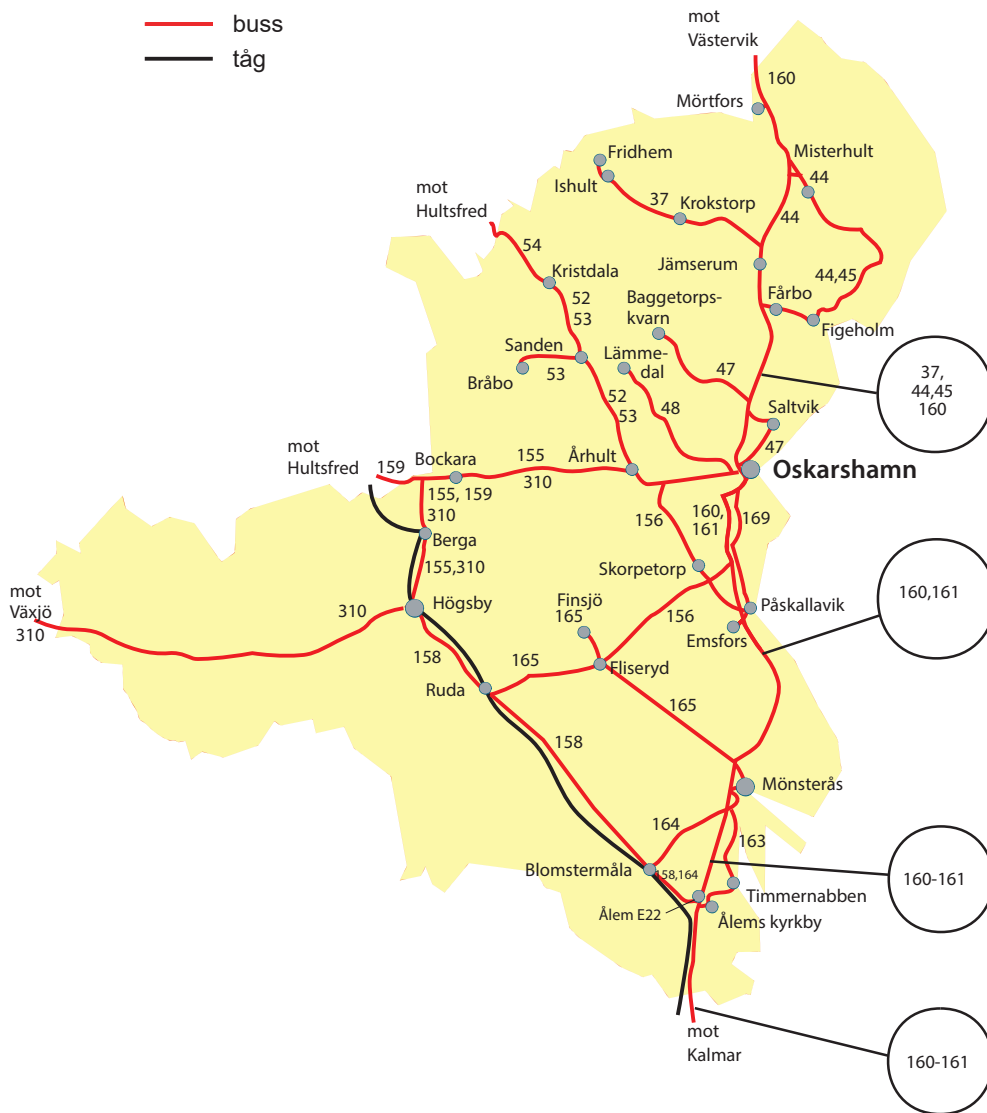 buss
tåg
mot
Västervik
160
Mörtfors
Misterhult
44
Fridhem
Ishult
37
Krokstorp
44
mot
Hultsfred
54
Jämserum
44,45
Kristdala
Fårbo
Figeholm
52
53
Baggetorps-
kvarn
Sanden
53
Bråbo
Lämme-
dal
47
37,
44,45
160
52
53
48
Saltvik
47
mot
Hultsfred
159
Bockara
155
310
Århult
Oskarshamn
155, 159
310
156
160,
161
169
Berga
155,310
Skorpetorp
160,161
mot
Växjö
310
310
Högsby
Finsjö
165
156
Påskallavik
Emsfors
158
165
Fliseryd
Ruda
165
158
Mönsterås
164
163
Blomstermåla
158,164
160-161
Timmernabben
Ålem E22
Ålems kyrkby
mot
Kalmar
160-161